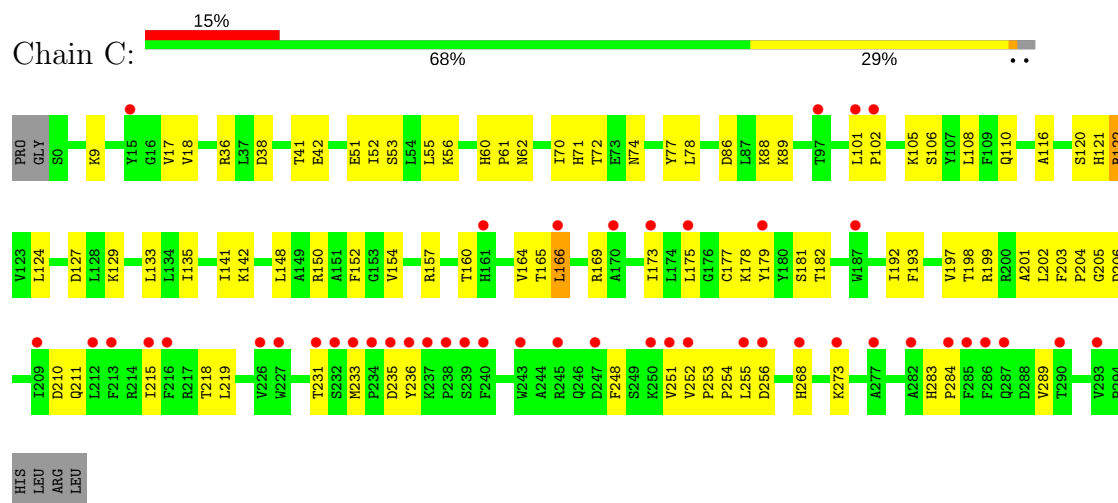 15%
Chain C:
68% 29% • •
PRO GLY S0 K9 Y15 G16 V17 V18 R36 L37 D38 T41 E42 E51 I52 S53 L54 L55 K56 H60 P61 N62 I70 H71 T72 E73 N74 Y77 L78 D86 L87 K88 K89 T97 L101 P102 K105 S106 Y107 L108 F109 Q110 A116 S120 H121 R122
V123 L124 D127 L128 K129 L133 L134 I135 I141 K142 L148 A149 R150 A151 F152 G153 V154 R157 T160 H161 V164 T165 L166 R169 A170 I173 L174 L175 G176 C177 K178 Y179 Y180 S181 T182 W187 I192 F193 V197 T198 R199 R200 A201 L202 F203 P204 G205 D206
I209 D210 Q211 L212 F213 R214 I215 F216 R217 T218 L219 V226 W227 T231 S232 M233 P234 D235 Y236 K237 P238 S239 F240 W243 A244 R245 Q246 D247 F248 S249 K250 V251 V252 P253 P254 L255 D256 H268 K273 A277 A282 H283 P284 F285 F286 Q287 D288 V289 T290 V293
HIS LEU ARG LEU